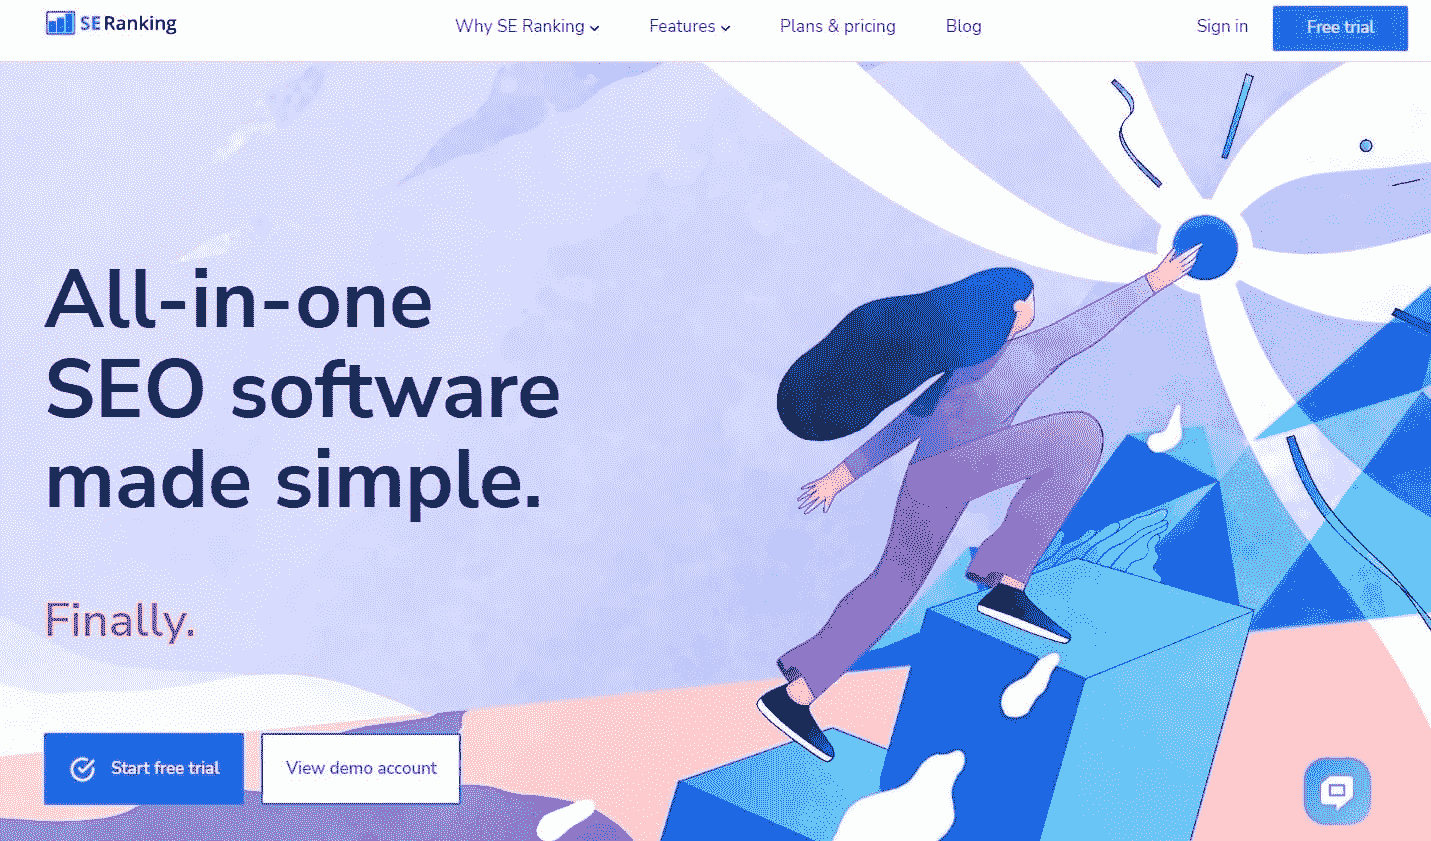 SE Ranking
Why SE Ranking
Features
Plans & pricing
Blog
Sign in
Free trial
All-in-one
SEO software
made simple.
Finally.
Start free trial
View demo account